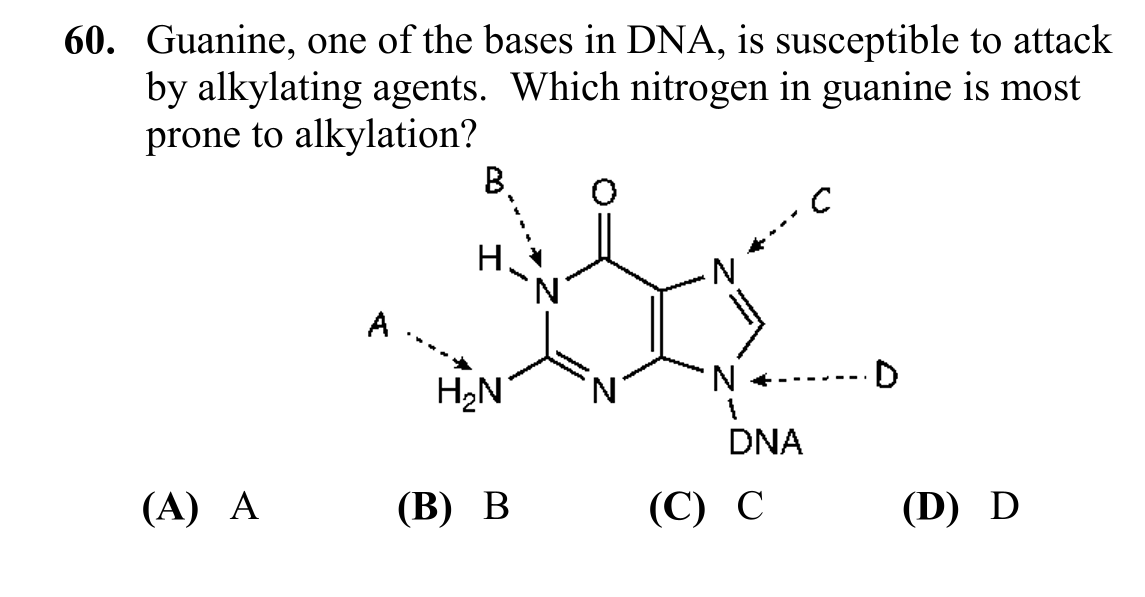 60. Guanine, one of the bases in DNA, is susceptible to attack
by alkylating agents. Which nitrogen in guanine is most
prone to alkylation?
B
O
C
H
N
N
A
H₂N
N
N
D
DNA
(A) A (B) B (C) C (D) D